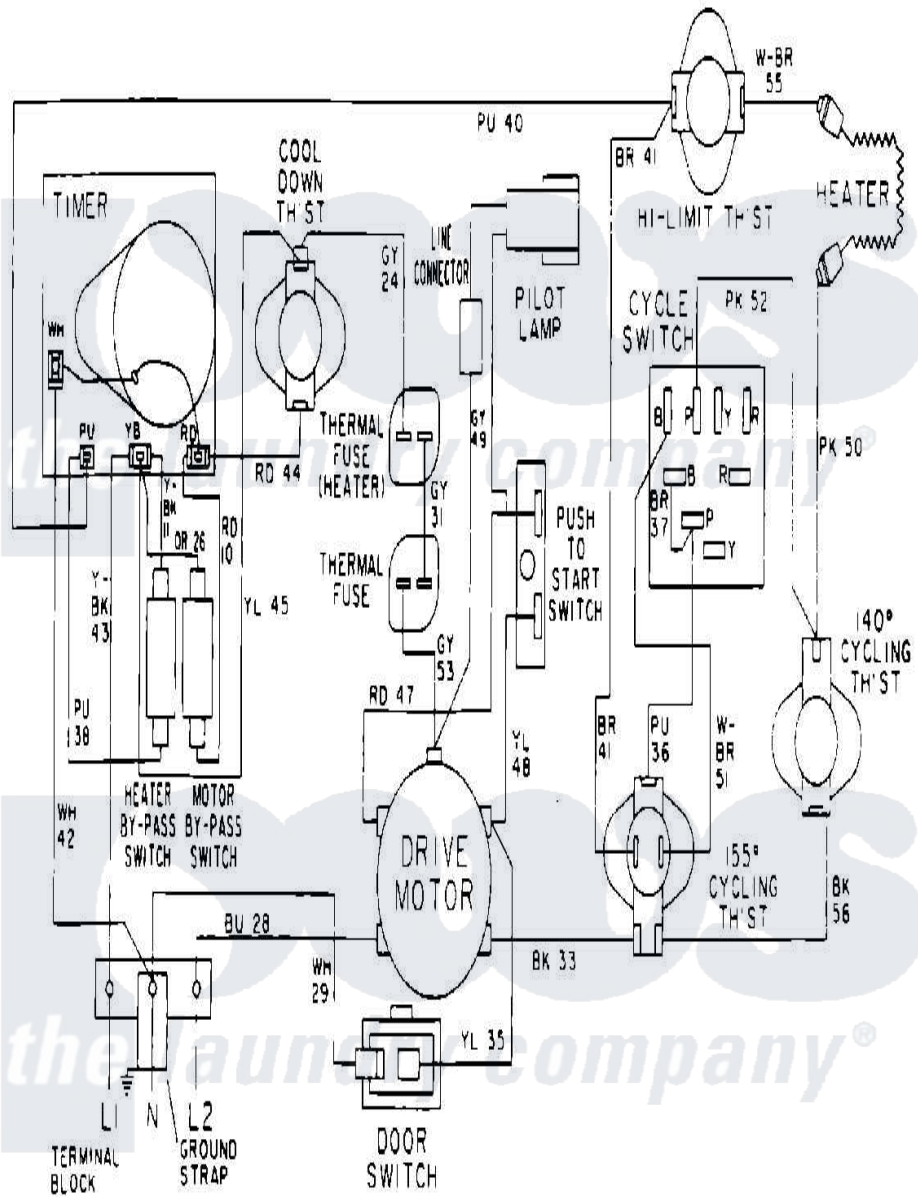 W-BR
55
PU 40
BR 41
COOL
DOWN
TH'ST
TIMER
HEATER
HI-LIMIT TH'ST
LINE
CONNECTOR
GY
24
PILOT
LAMP
CYCLE
SWITCH
PK 52
WH
PU
YB
RD
B
P
Y
R
THERMAL
FUSE
(HEATER)
GY
49
PK 50
RD 44
GY
31
B
R
BR
37
P
Y
Y-
BK
11
OR 26
RD
10
PUSH
TO
START
SWITCH
THERMAL
FUSE
Y-
BK
43
YL 45
140°
CYCLING
TH'ST
GY
53
RD 47
PU
38
YL
48
BR
41
PU
36
W-
BR
51
HEATER
BY-PASS
SWITCH
MOTOR
BY-PASS
SWITCH
WH
42
DRIVE
MOTOR
155°
CYCLING
TH'ST
BK
56
BU 28
WH
29
BK 33
YL 35
L1
N
L2
TERMINAL
BLOCK
GROUND
STRAP
DOOR
SWITCH
the laundry company®
the laundry company®